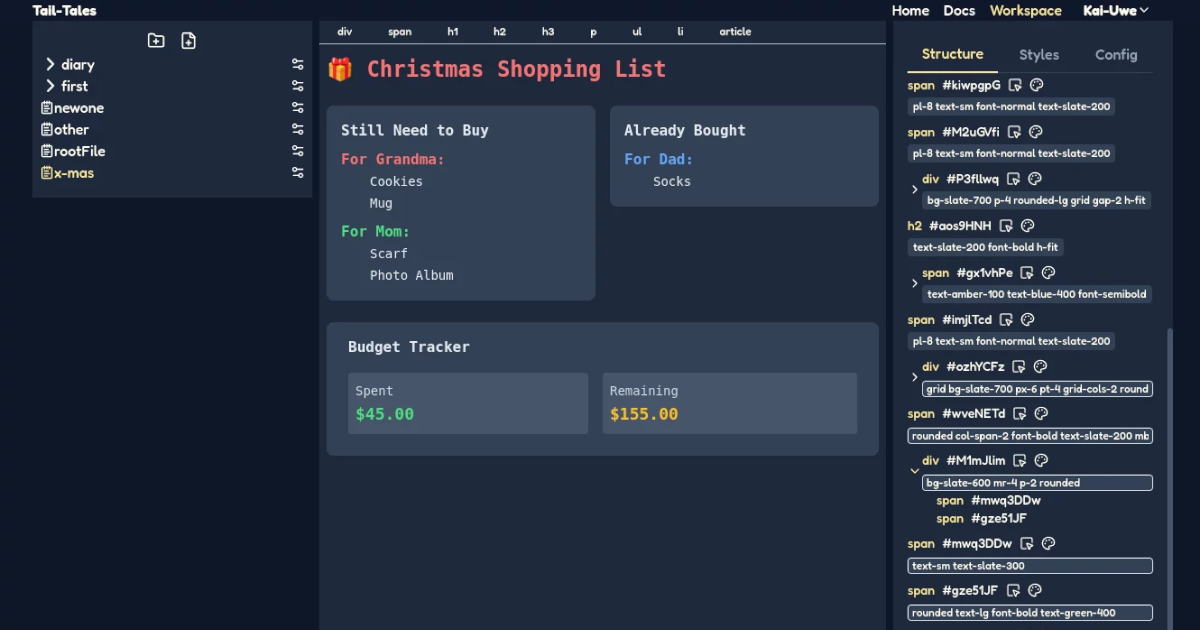 Tail-Tales
Home Docs Workspace Kai-Uwe
diary
first
newone
other
rootFile
x-mas
div span h1 h2 h3 p ul li article
🎁 Christmas Shopping List
Still Need to Buy
For Grandma:
Cookies
Mug
For Mom:
Scarf
Photo Album
Already Bought
For Dad:
Socks
Budget Tracker
Spent
$45.00
Remaining
$155.00
Structure Styles Config
span #kiwpgpG
pl-8 text-sm font-normal text-slate-200
span #M2uGVfi
pl-8 text-sm font-normal text-slate-200
div #P3fllwq
bg-slate-700 p-4 rounded-lg grid gap-2 h-fit
h2 #aos9HNH
text-slate-200 font-bold h-fit
span #gx1vhPe
text-amber-100 text-blue-400 font-semibold
span #imjlTcd
pl-8 text-sm font-normal text-slate-200
div #ozhYCFz
grid bg-slate-700 px-6 pt-4 grid-cols-2 round
span #wveNETd
rounded col-span-2 font-bold text-slate-200 mb
div #M1mJlim
bg-slate-600 mr-4 p-2 rounded
span #mwq3DDw
span #gze51JF
span #mwq3DDw
text-sm text-slate-300
span #gze51JF
rounded text-lg font-bold text-green-400